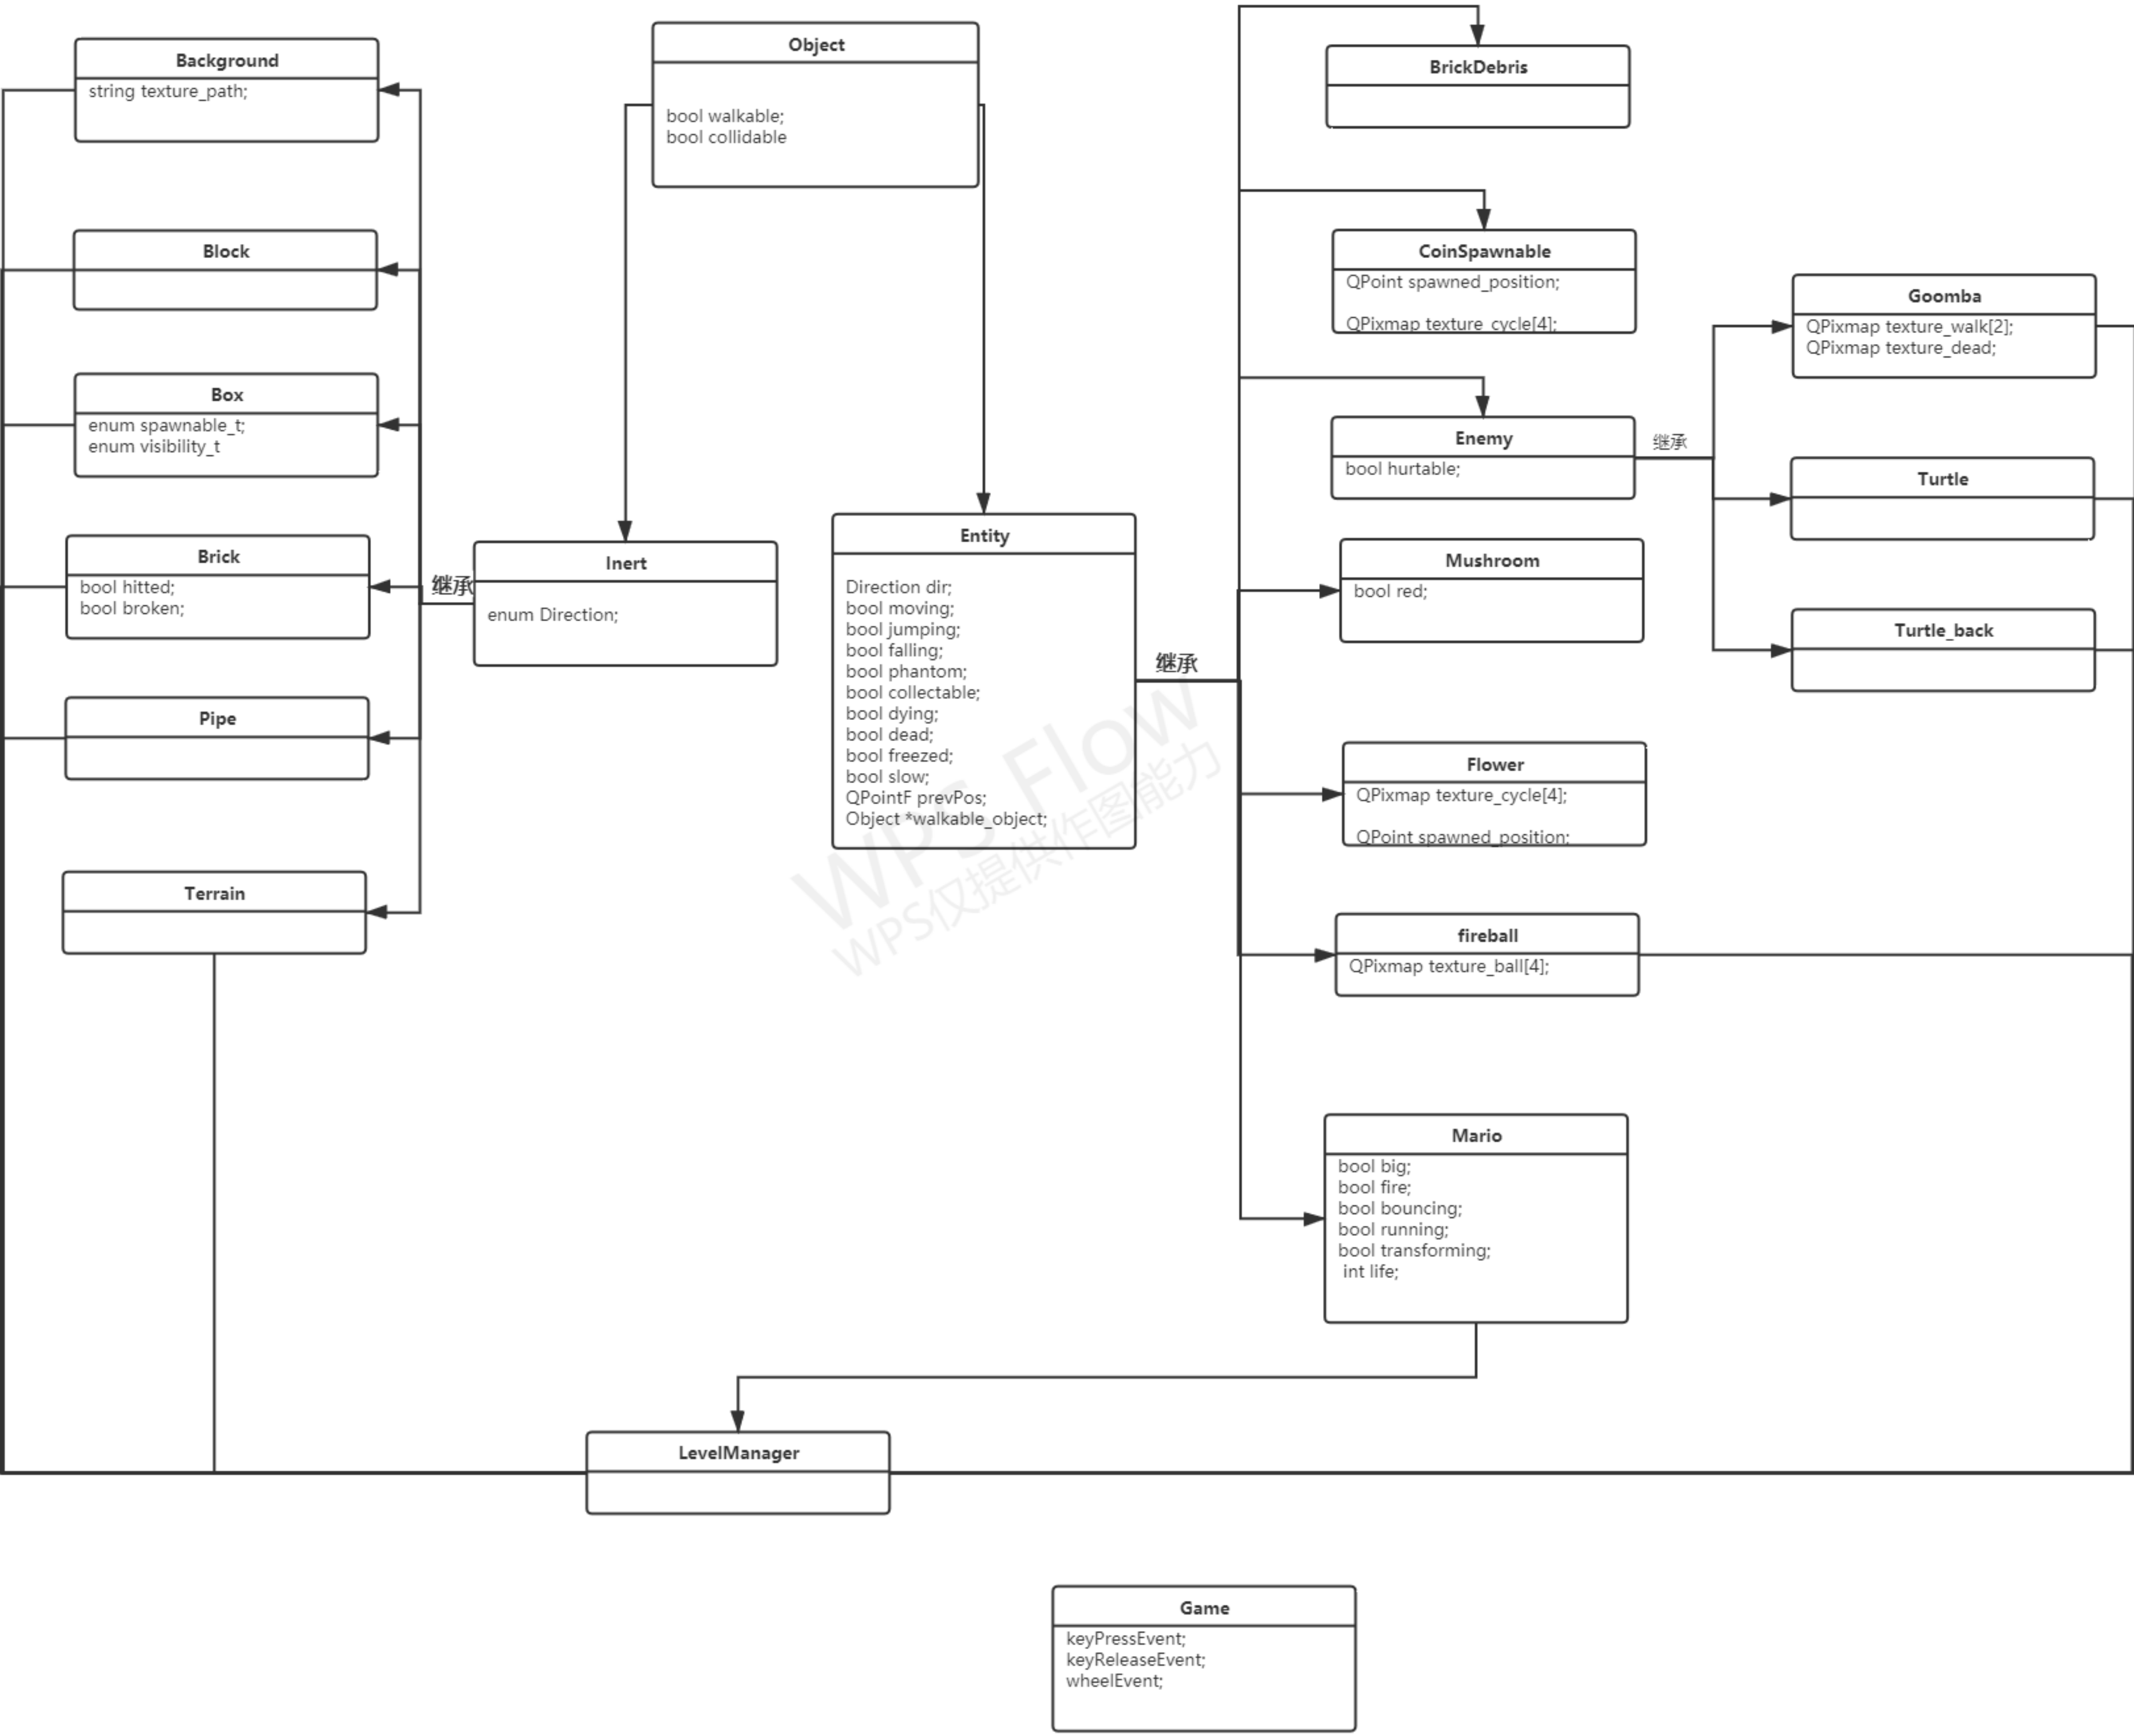 Object
bool walkable;
bool collidable
Background
string texture_path;
Block
Box
enum spawnable_t;
enum visibility_t
Brick
bool hitted;
bool broken;
Pipe
Terrain
继承
Inert
enum Direction;
Entity
Direction dir;
bool moving;
bool jumping;
bool falling;
bool phantom;
bool collectable;
bool dying;
bool dead;
bool freezed;
bool slow;
QPointF prevPos;
Object *walkable_object;
继承
BrickDebris
CoinSpawnable
QPoint spawned_position;
QPixmap texture_cycle[4];
Enemy
bool hurtable;
继承
Goomba
QPixmap texture_walk[2];
QPixmap texture_dead;
Turtle
Turtle_back
Mushroom
bool red;
Flower
QPixmap texture_cycle[4];
QPoint spawned_position;
fireball
QPixmap texture_ball[4];
Mario
bool big;
bool fire;
bool bouncing;
bool running;
bool transforming;
int life;
LevelManager
Game
keyPressEvent;
keyReleaseEvent;
wheelEvent;
WPS Flow
WPS仅提供作图能力